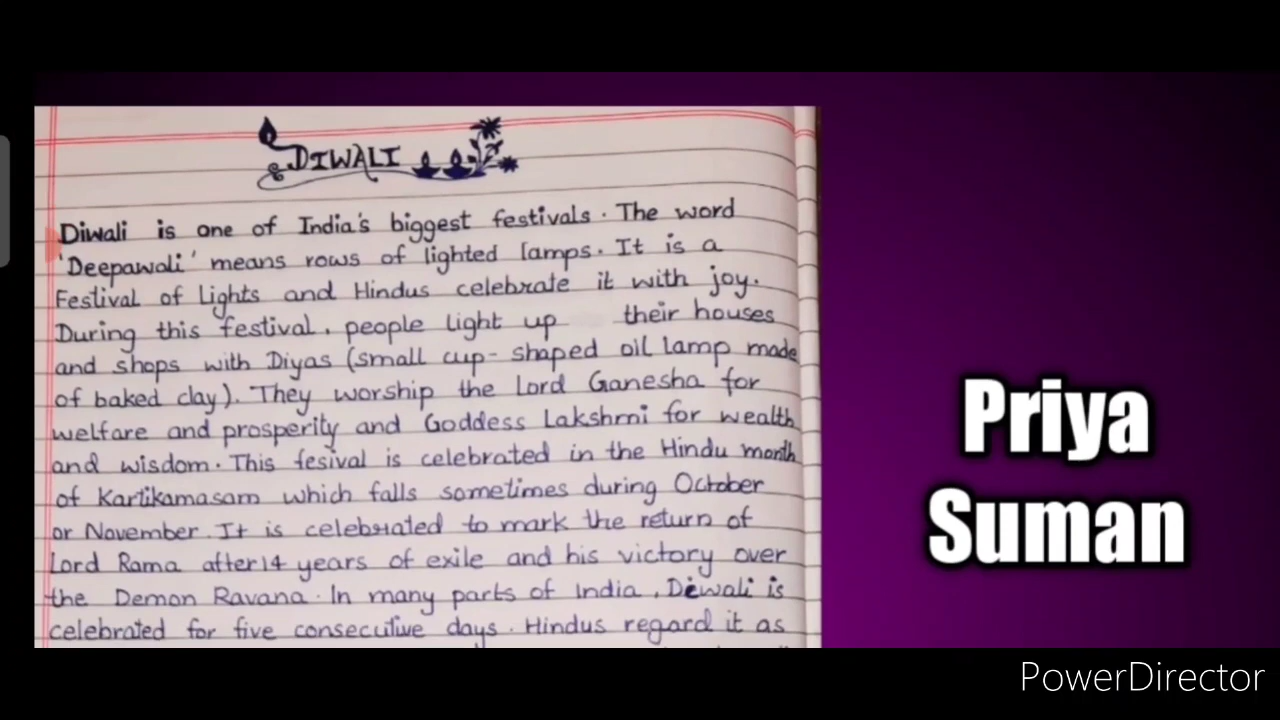 DIWALI
Diwali is one of India's biggest festivals. The word
'Deepawali' means rows of lighted lamps. It is a
Festival of Lights and Hindus celebrate it with joy.
During this festival, people light up their houses
and shops with Diyas (small cup-shaped oil lamp made
of baked clay). They worship the Lord Ganesha for
welfare and prosperity and Goddess Lakshmi for wealth
and wisdom. This fesival is celebrated in the Hindu month
of Kartikamasam which falls sometimes during October
or November. It is celebrated to mark the return of
Lord Rama after 14 years of exile and his victory over
the Demon Ravana. In many parts of India, Diwali is
celebrated for five consecutive days. Hindus regard it as
Priya
Suman
PowerDirector